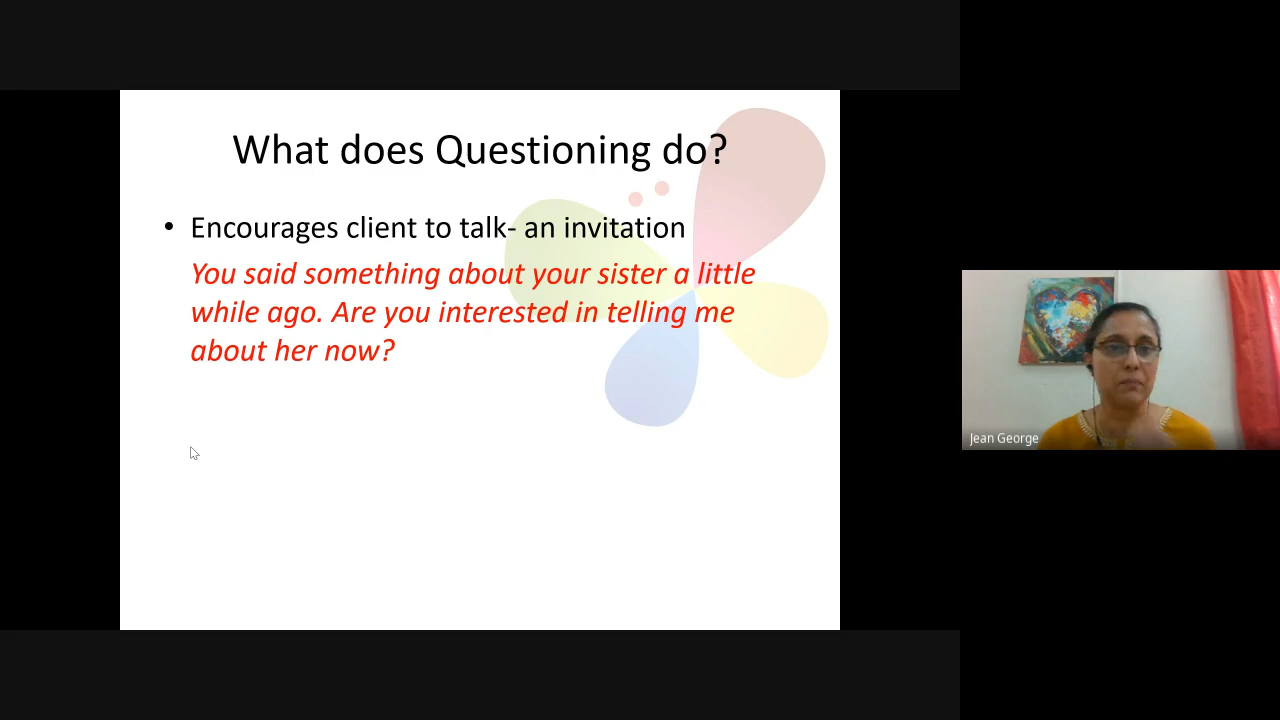 What does Questioning do?
• Encourages client to talk- an invitation
You said something about your sister a little
while ago. Are you interested in telling me
about her now?
Jean George